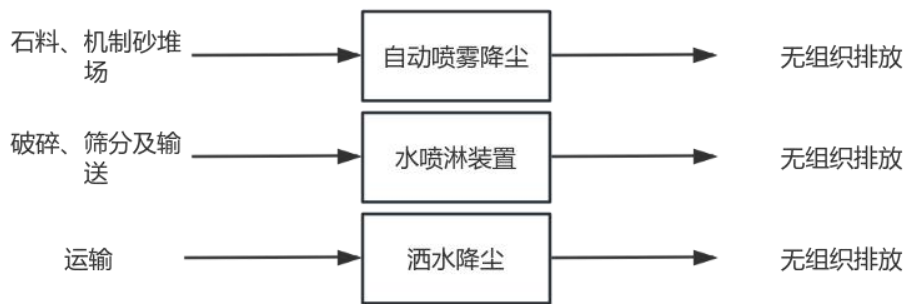 石料、机制砂堆
场
自动喷雾降尘
无组织排放
破碎、筛分及输
送
水喷淋装置
无组织排放
运输
洒水降尘
无组织排放